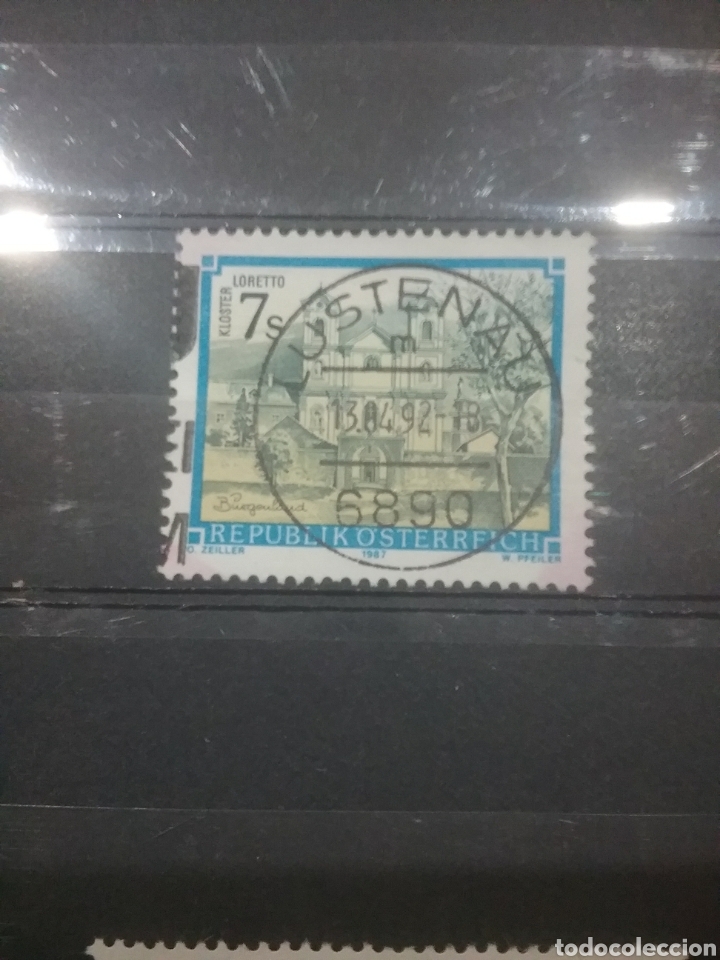 KLOSTER
LORETTO
7s
LUSTENAU
13.04.92-18
6890
Burgenland
REPUBLIK ÖSTERREICH
O. ZEILLER
1987
W. PFEILER
todocoleccion